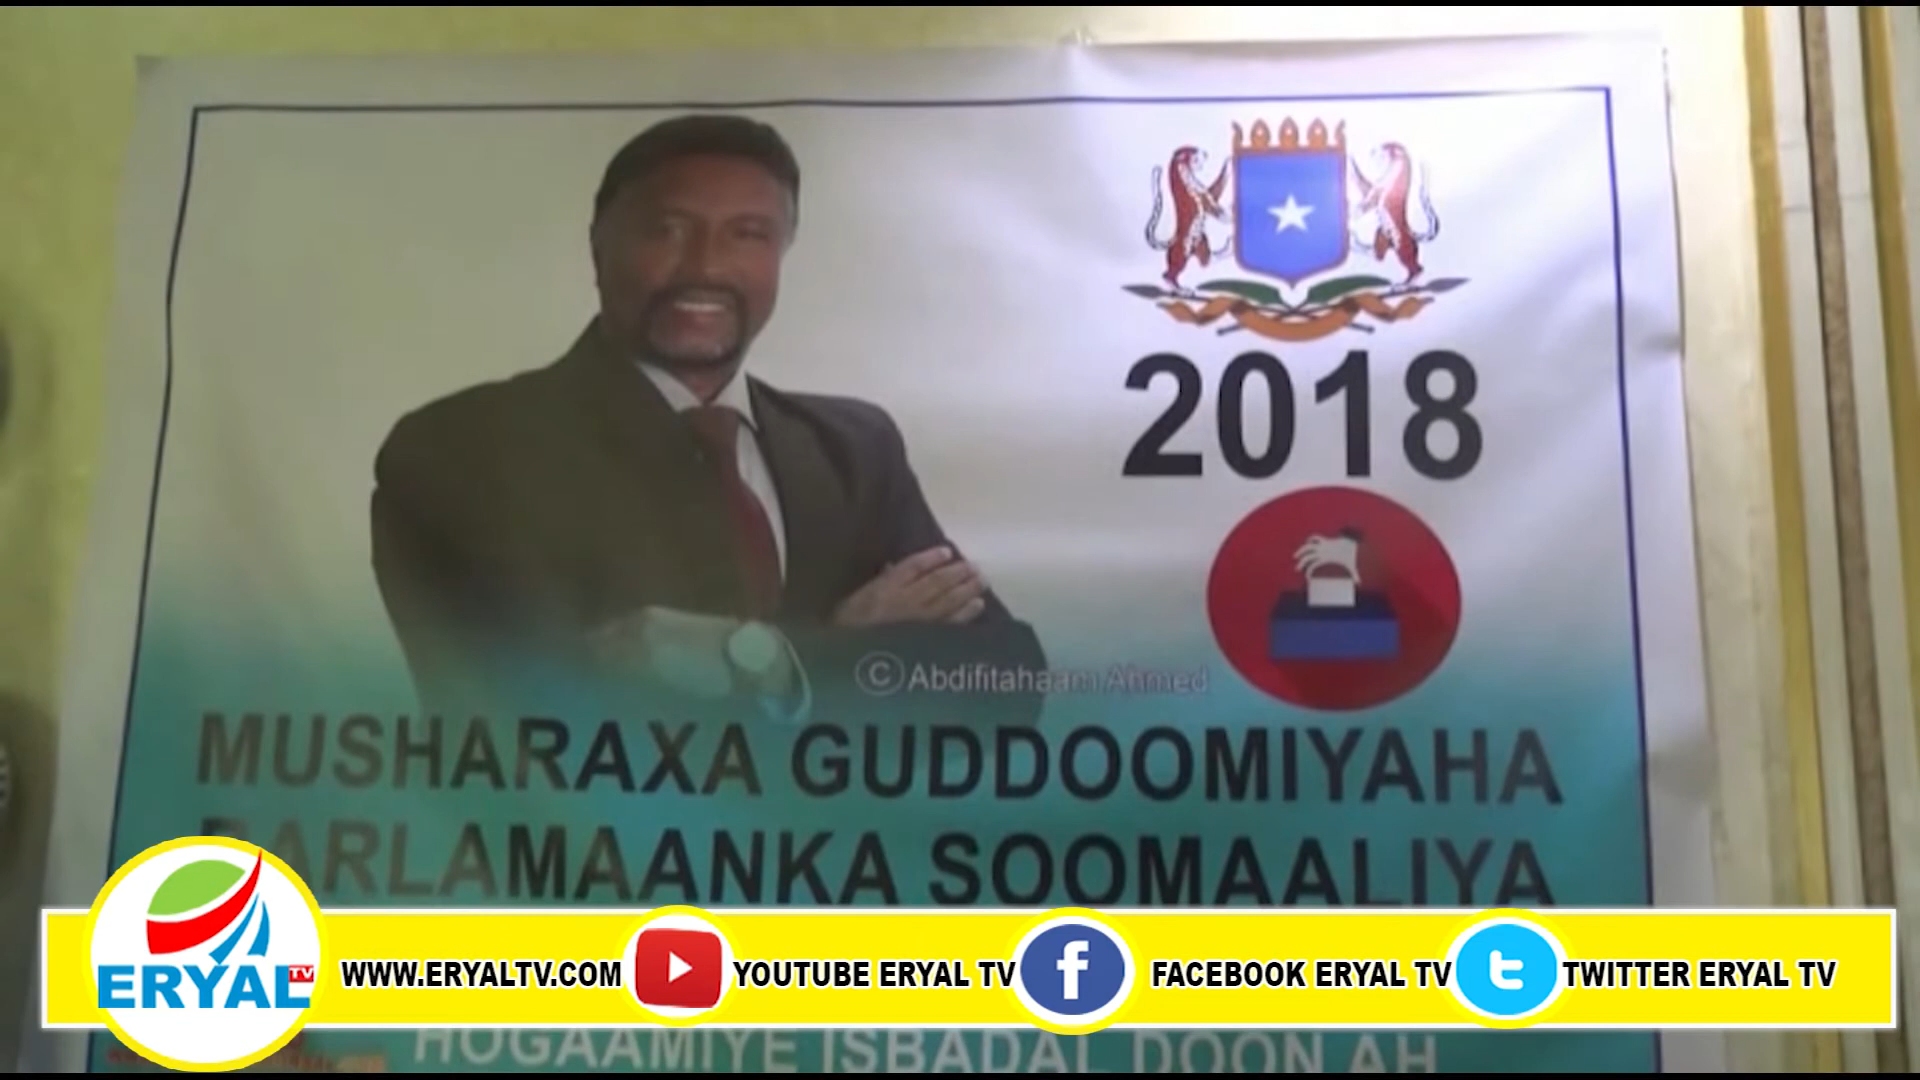 2018
© Abdifitahaam Ahmed
MUSHARAXA GUDDOOMIYAHA
BARLAMAANKA SOOMAALIYA
ERYAL TV
WWW.ERYALTV.COM
YOUTUBE ERYAL TV
FACEBOOK ERYAL TV
TWITTER ERYAL TV
HOGAAMIYE ISBADAL DOON AH